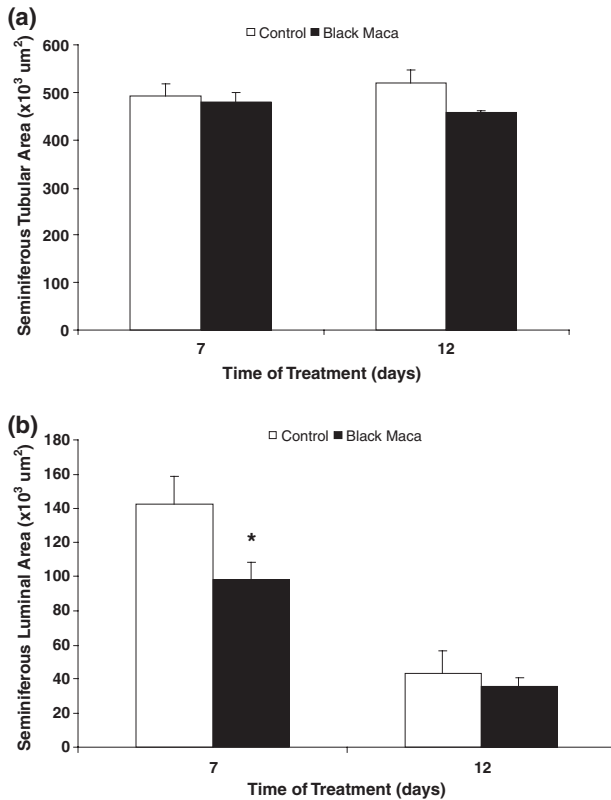 (a)
Control Black Maca
Seminiferous Tubular Area (x10³ um²)
600
500
400
300
200
100
0
7 12
Time of Treatment (days)
(b)
Control Black Maca
Seminiferous Luminal Area (x10³ um²)
180
160
140
120
100
80
60
40
20
0
*
7 12
Time of Treatment (days)